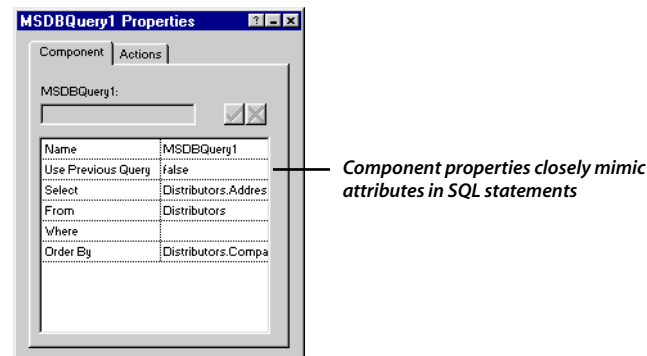 MSDBQuery1 Properties
Component Actions
MSDBQuery1:
Name MSDBQuery1
Use Previous Query false
Select Distributors.Addres
From Distributors
Where
Order By Distributors.Compa
Component properties closely mimic
attributes in SQL statements